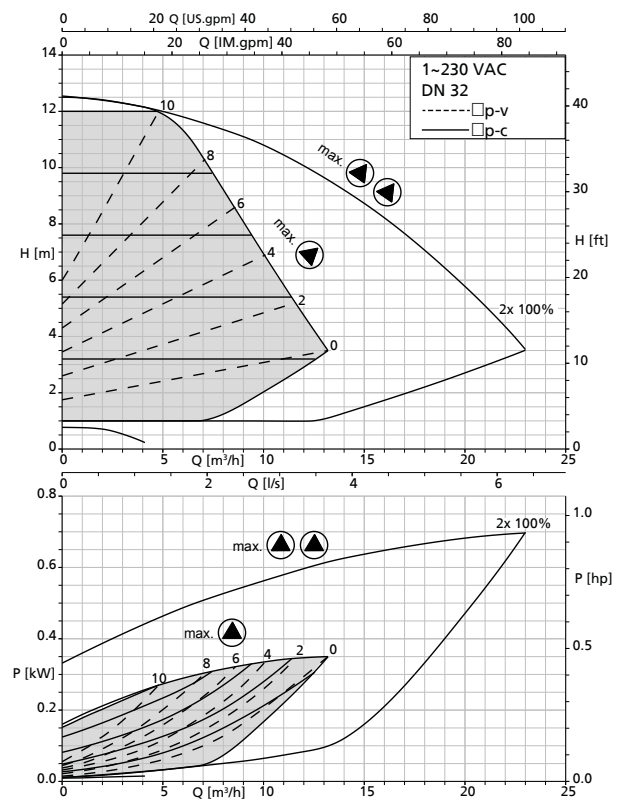 0 20 Q [US.gpm] 40 60 80 100
0 20 Q [IM.gpm] 40 60 80
14
12
10
8
H [m]
6
4
2
0
1~230 VAC
DN 32
□p-v
□p-c
40
30
H [ft]
20
10
0
10
8
6
4
2
0
max.
max.
2x 100%
0 5 Q [m³/h] 10 15 20 25
0 2 Q [l/s] 4 6
0.8
0.6
0.4
P [kW]
0.2
0.0
1.0
P [hp]
0.5
0.0
2x 100%
max.
max.
10 8 6 4 2 0
0 5 Q [m³/h] 10 15 20 25